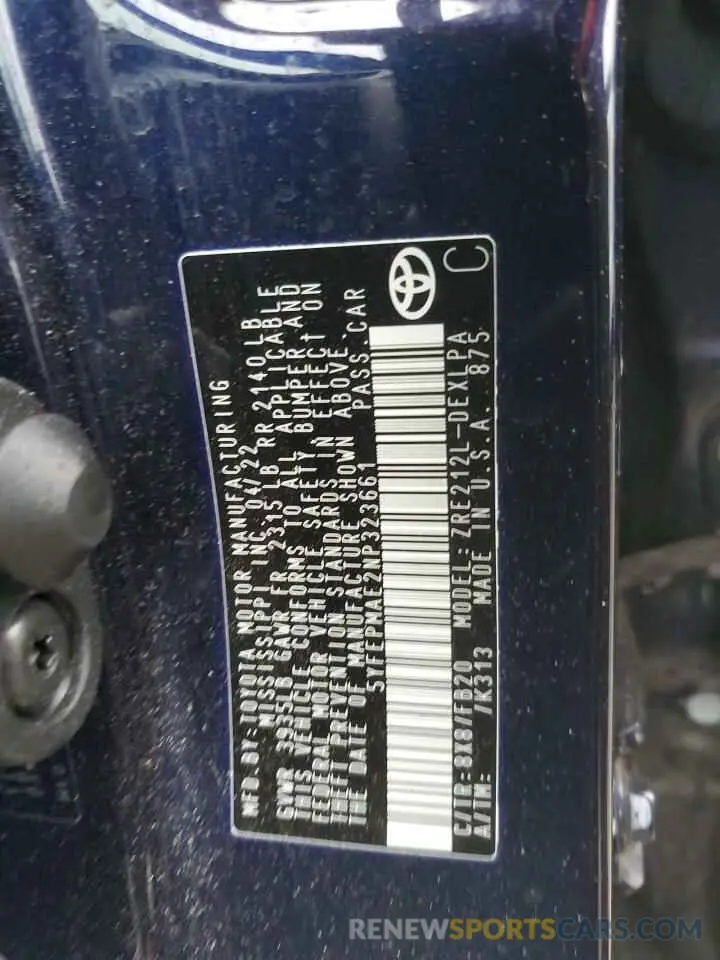 MFD.BY:TOYOTA MOTOR MANUFACTURING
MISSISSIPPI INC. 04/22
GVWR 3935LB GAWR FR 2315LB RR 2140LB
THIS VEHICLE CONFORMS TO ALL APPLICABLE
FEDERAL MOTOR VEHICLE SAFETY BUMPER, AND
THEFT PREVENTION STANDARDS IN EFFECT ON
THE DATE OF MANUFACTURE SHOWN ABOVE.
5YFEPMAE2NP323661 PASS.CAR
C/TR:8X8/FB20 MODEL:ZRE212L-DEXLPA
A/TM: /K313 MADE IN U.S.A. 875
C
RENEWSPORTSCARS.COM